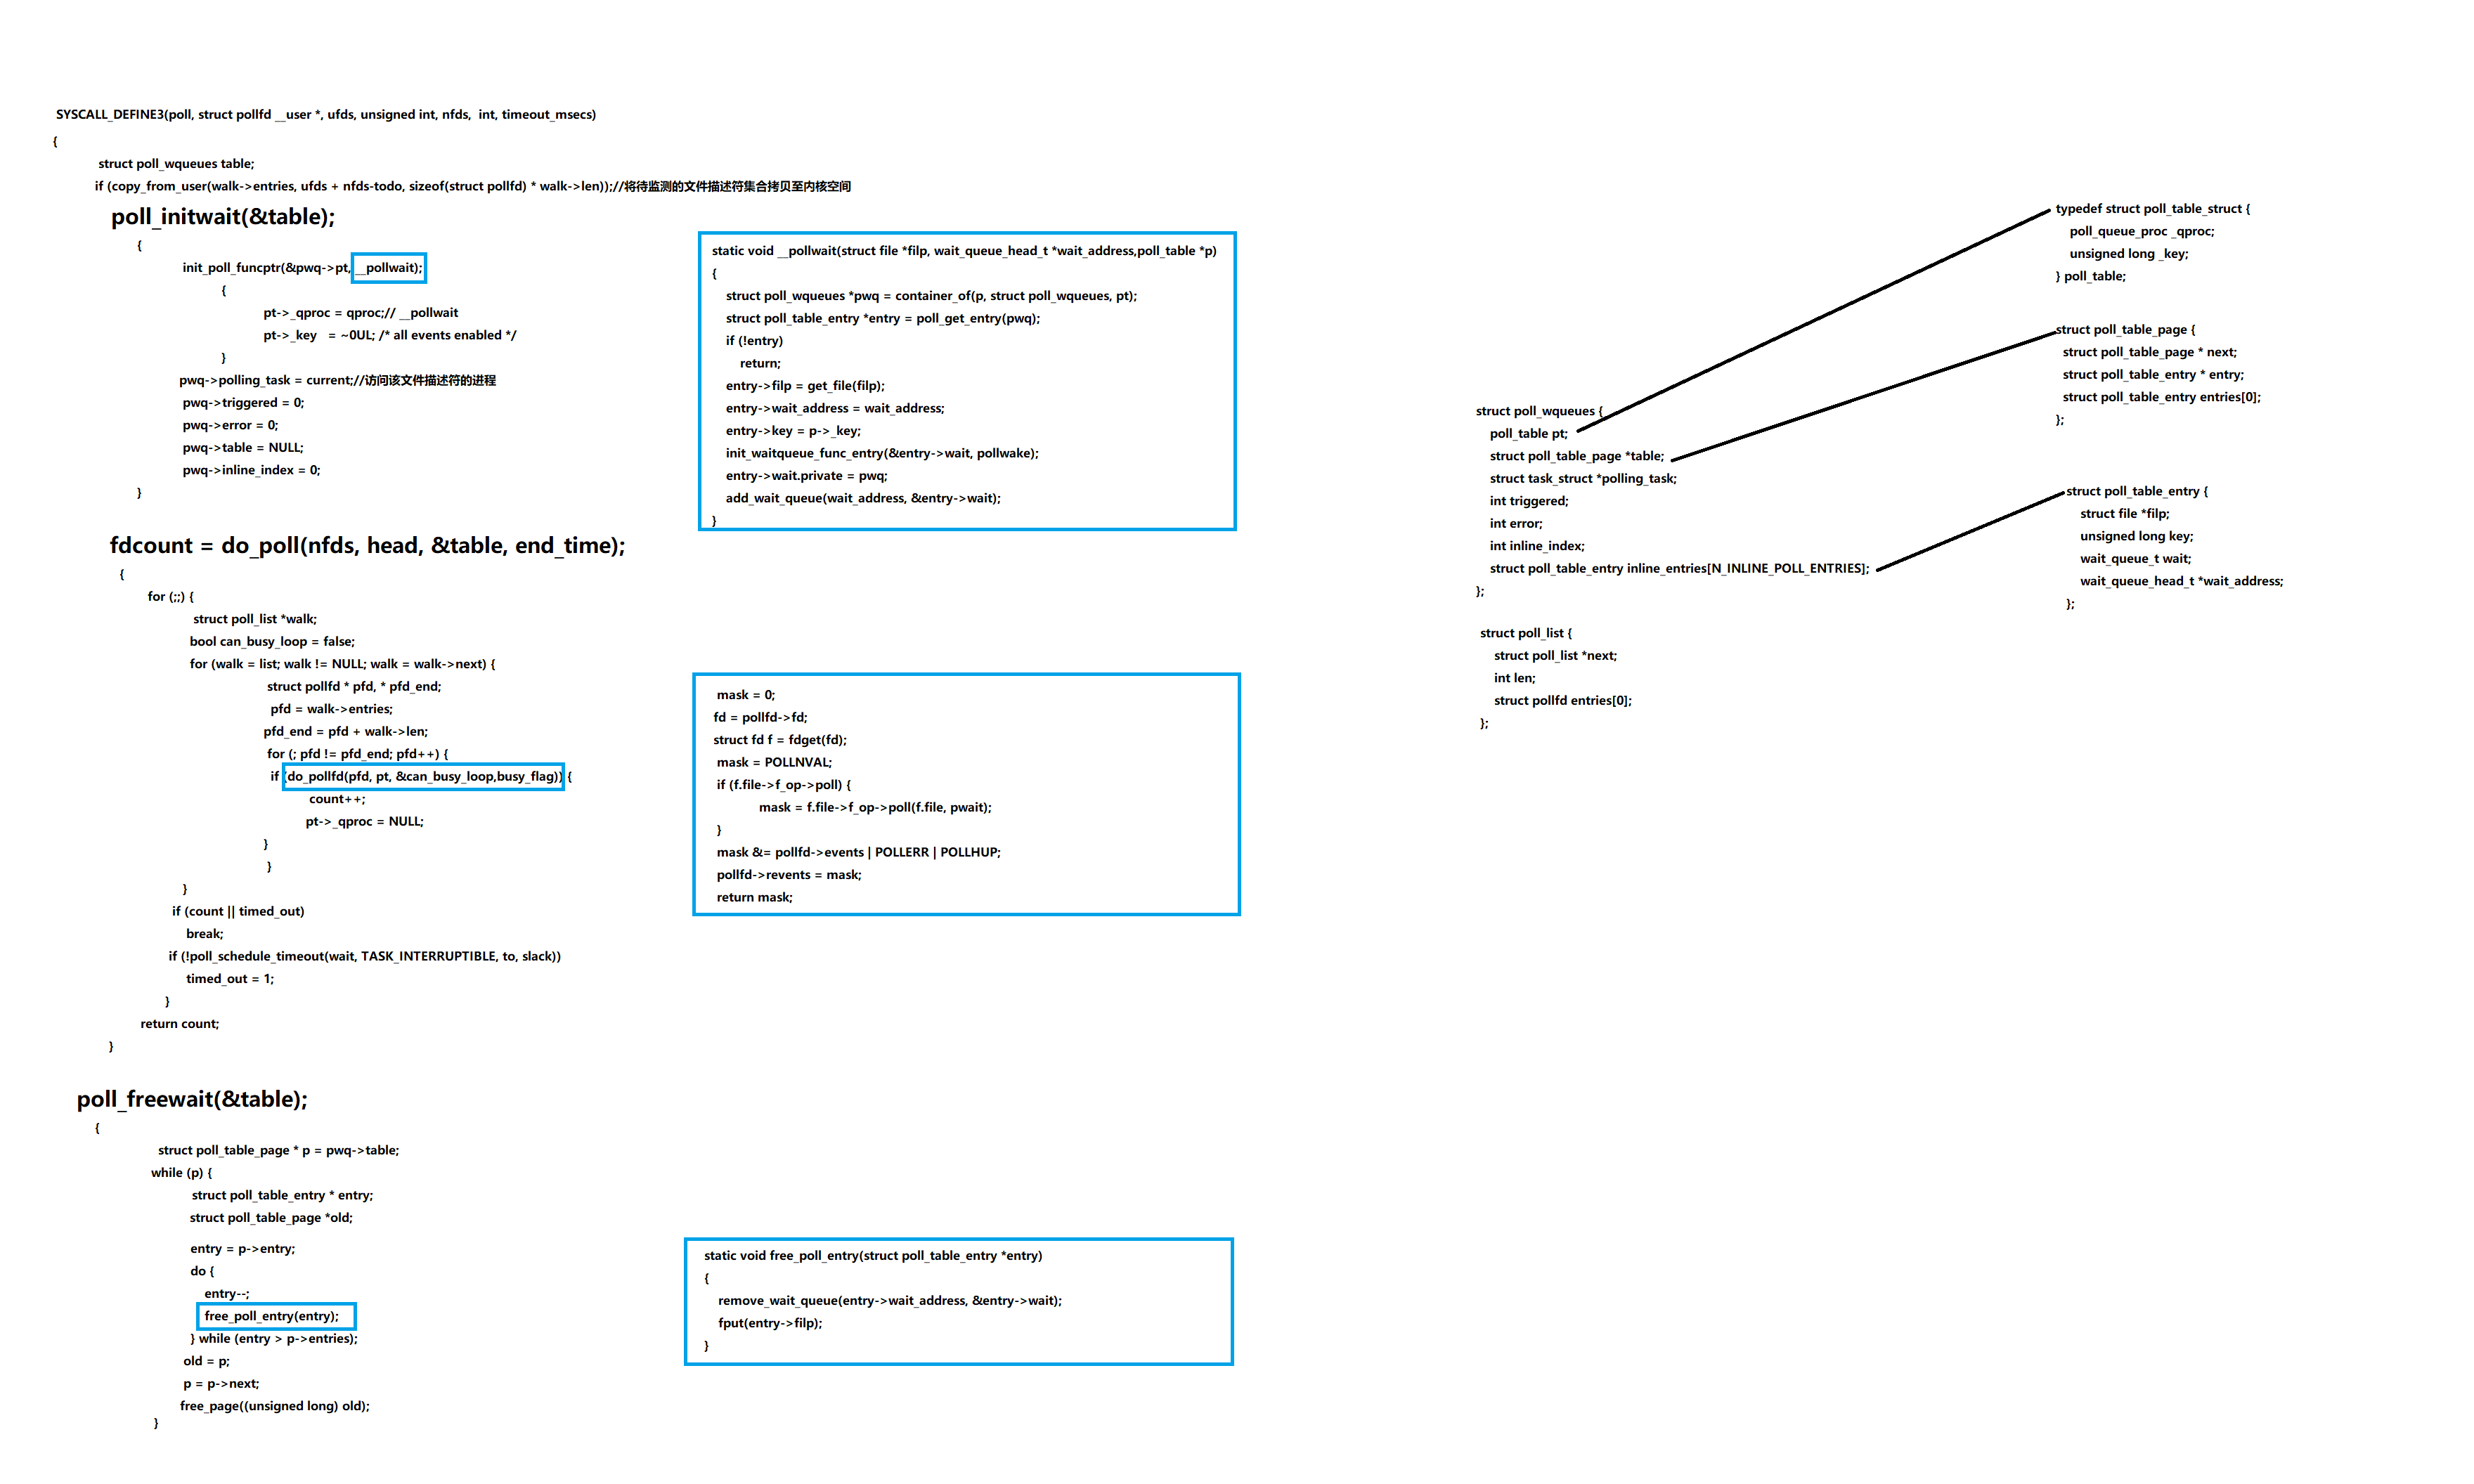 SYSCALL_DEFINE3(poll, struct pollfd __user *, ufds, unsigned int, nfds,  int, timeout_msecs)
{
struct poll_wqueues table;
if (copy_from_user(walk->entries, ufds + nfds-todo, sizeof(struct pollfd) * walk->len));//将待监测的文件描述符集合拷贝至内核空间
poll_initwait(&table);
{
init_poll_funcptr(&pwq->pt, __pollwait);
{
pt->_qproc = qproc;// __pollwait
pt->_key   = ~0UL; /* all events enabled */
}
pwq->polling_task = current;//访问该文件描述符的进程
pwq->triggered = 0;
pwq->error = 0;
pwq->table = NULL;
pwq->inline_index = 0;
}
fdcount = do_poll(nfds, head, &table, end_time);
{
for (;;) {
struct poll_list *walk;
bool can_busy_loop = false;
for (walk = list; walk != NULL; walk = walk->next) {
struct pollfd * pfd, * pfd_end;
pfd = walk->entries;
pfd_end = pfd + walk->len;
for (; pfd != pfd_end; pfd++) {
if (do_pollfd(pfd, pt, &can_busy_loop,busy_flag)) {
count++;
pt->_qproc = NULL;
}
}
}
if (count || timed_out)
break;
if (!poll_schedule_timeout(wait, TASK_INTERRUPTIBLE, to, slack))
timed_out = 1;
}
return count;
}
poll_freewait(&table);
{
struct poll_table_page * p = pwq->table;
while (p) {
struct poll_table_entry * entry;
struct poll_table_page *old;
entry = p->entry;
do {
entry--;
free_poll_entry(entry);
} while (entry > p->entries);
old = p;
p = p->next;
free_page((unsigned long) old);
}
static void __pollwait(struct file *filp, wait_queue_head_t *wait_address,poll_table *p)
{
struct poll_wqueues *pwq = container_of(p, struct poll_wqueues, pt);
struct poll_table_entry *entry = poll_get_entry(pwq);
if (!entry)
return;
entry->filp = get_file(filp);
entry->wait_address = wait_address;
entry->key = p->_key;
init_waitqueue_func_entry(&entry->wait, pollwake);
entry->wait.private = pwq;
add_wait_queue(wait_address, &entry->wait);
}
mask = 0;
fd = pollfd->fd;
struct fd f = fdget(fd);
mask = POLLNVAL;
if (f.file->f_op->poll) {
mask = f.file->f_op->poll(f.file, pwait);
}
mask &= pollfd->events | POLLERR | POLLHUP;
pollfd->revents = mask;
return mask;
static void free_poll_entry(struct poll_table_entry *entry)
{
remove_wait_queue(entry->wait_address, &entry->wait);
fput(entry->filp);
}
struct poll_wqueues {
poll_table pt;
struct poll_table_page *table;
struct task_struct *polling_task;
int triggered;
int error;
int inline_index;
struct poll_table_entry inline_entries[N_INLINE_POLL_ENTRIES];
};
struct poll_list {
struct poll_list *next;
int len;
struct pollfd entries[0];
};
typedef struct poll_table_struct {
poll_queue_proc _qproc;
unsigned long _key;
} poll_table;
struct poll_table_page {
struct poll_table_page * next;
struct poll_table_entry * entry;
struct poll_table_entry entries[0];
};
struct poll_table_entry {
struct file *filp;
unsigned long key;
wait_queue_t wait;
wait_queue_head_t *wait_address;
};